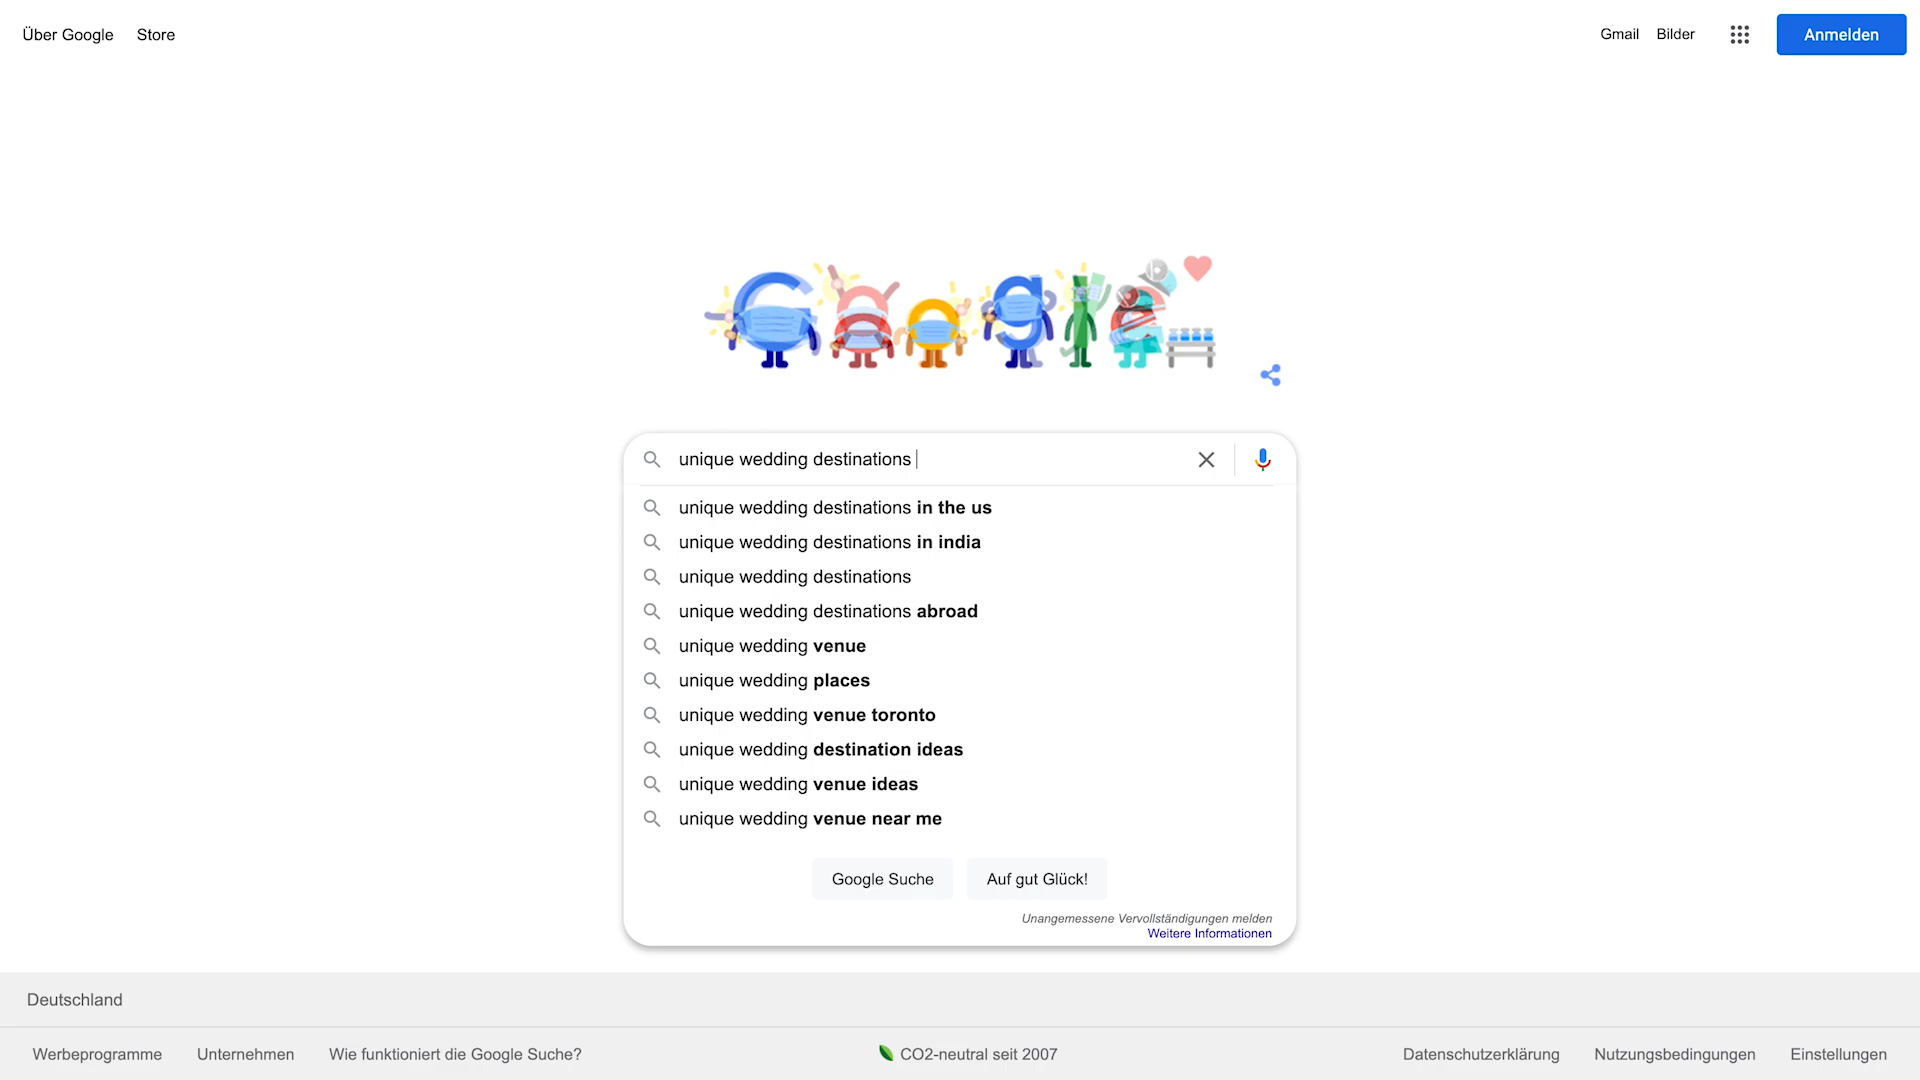 Über Google Store Gmail Bilder Anmelden
Google
unique wedding destinations
unique wedding destinations in the us
unique wedding destinations in india
unique wedding destinations
unique wedding destinations abroad
unique wedding venue
unique wedding places
unique wedding venue toronto
unique wedding destination ideas
unique wedding venue ideas
unique wedding venue near me
Google Suche Auf gut Glück!
Unangemessene Vervollständigungen melden
Weitere Informationen
Deutschland
Werbeprogramme Unternehmen Wie funktioniert die Google Suche? CO2-neutral seit 2007 Datenschutzerklärung Nutzungsbedingungen Einstellungen